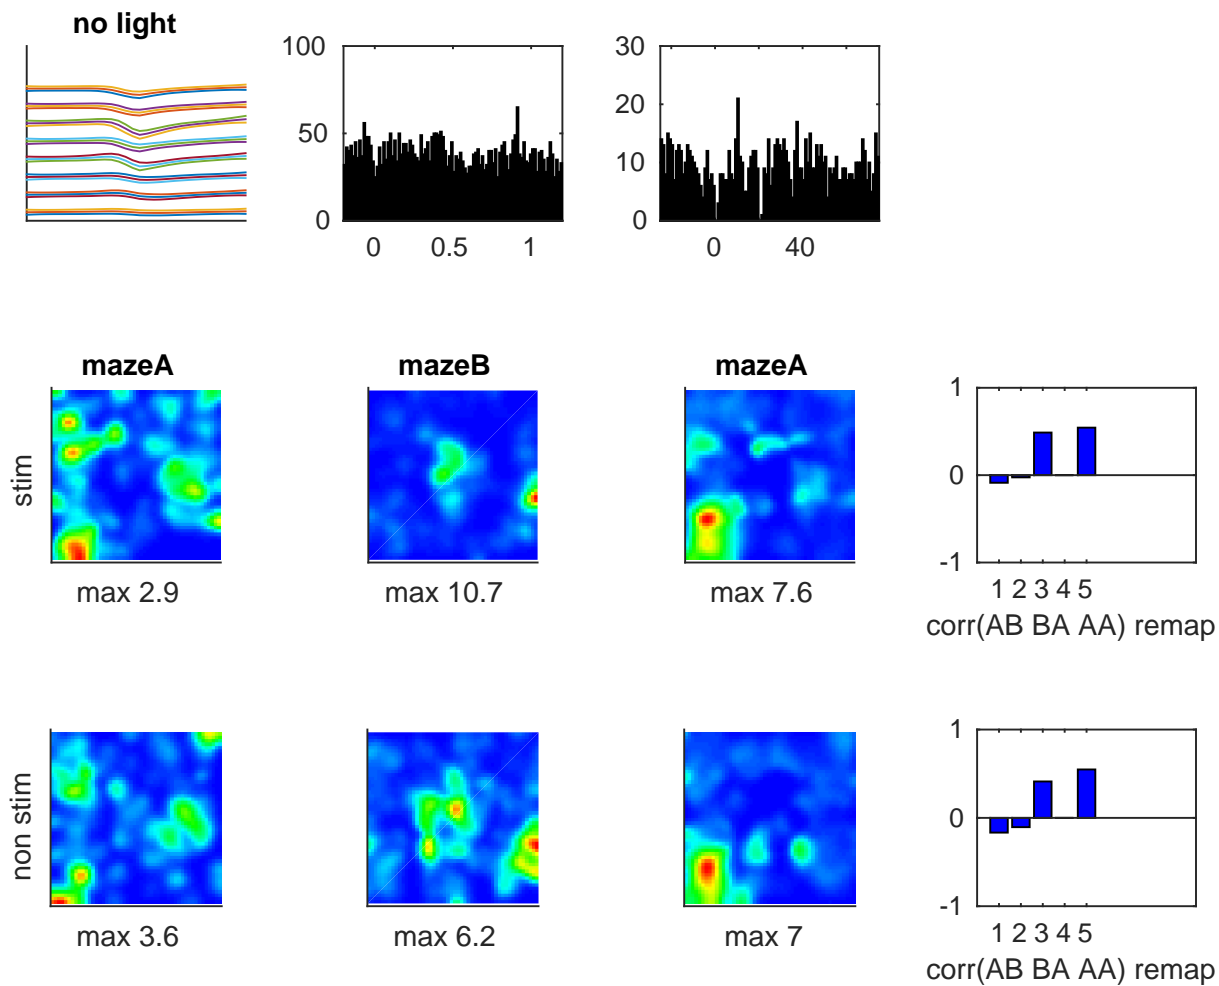 no light
100
50
0
0 0.5 1
30
20
10
0
0 40
mazeA mazeB mazeA
stim
max 2.9 max 10.7 max 7.6
1
0
-1
1 2 3 4 5
corr(AB BA AA) remap
non stim
max 3.6 max 6.2 max 7
1
0
-1
1 2 3 4 5
corr(AB BA AA) remap